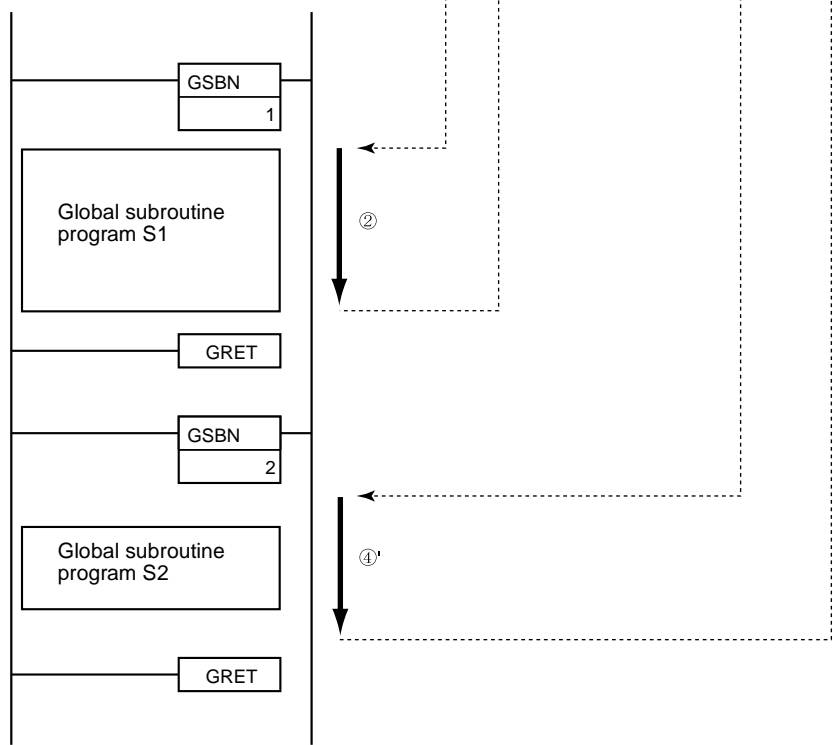 GSBN
1
Global subroutine
program S1
②
GRET
GSBN
2
Global subroutine
program S2
④'
GRET